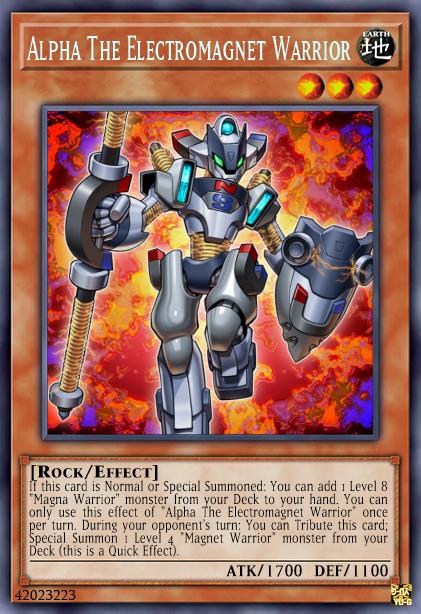 ALPHA THE ELECTROMAGNET WARRIOR
EARTH
地
N
S
[ROCK/EFFECT]
If this card is Normal or Special Summoned: You can add 1 Level 8
"Magna Warrior" monster from your Deck to your hand. You can
only use this effect of "Alpha The Electromagnet Warrior" once
per turn. During your opponent's turn: You can Tribute this card;
Special Summon 1 Level 4 "Magnet Warrior" monster from your
Deck (this is a Quick Effect).
ATK/1700 DEF/1100
42023223